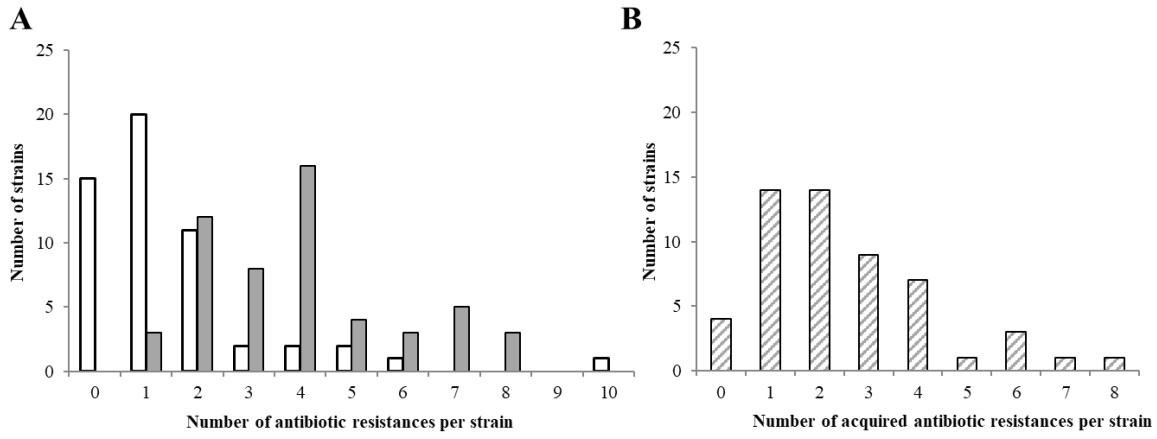 A
25
20
15
10
5
0
Number of strains
0 1 2 3 4 5 6 7 8 9 10
Number of antibiotic resistances per strain
B
25
20
15
10
5
0
Number of strains
0 1 2 3 4 5 6 7 8
Number of acquired antibiotic resistances per strain